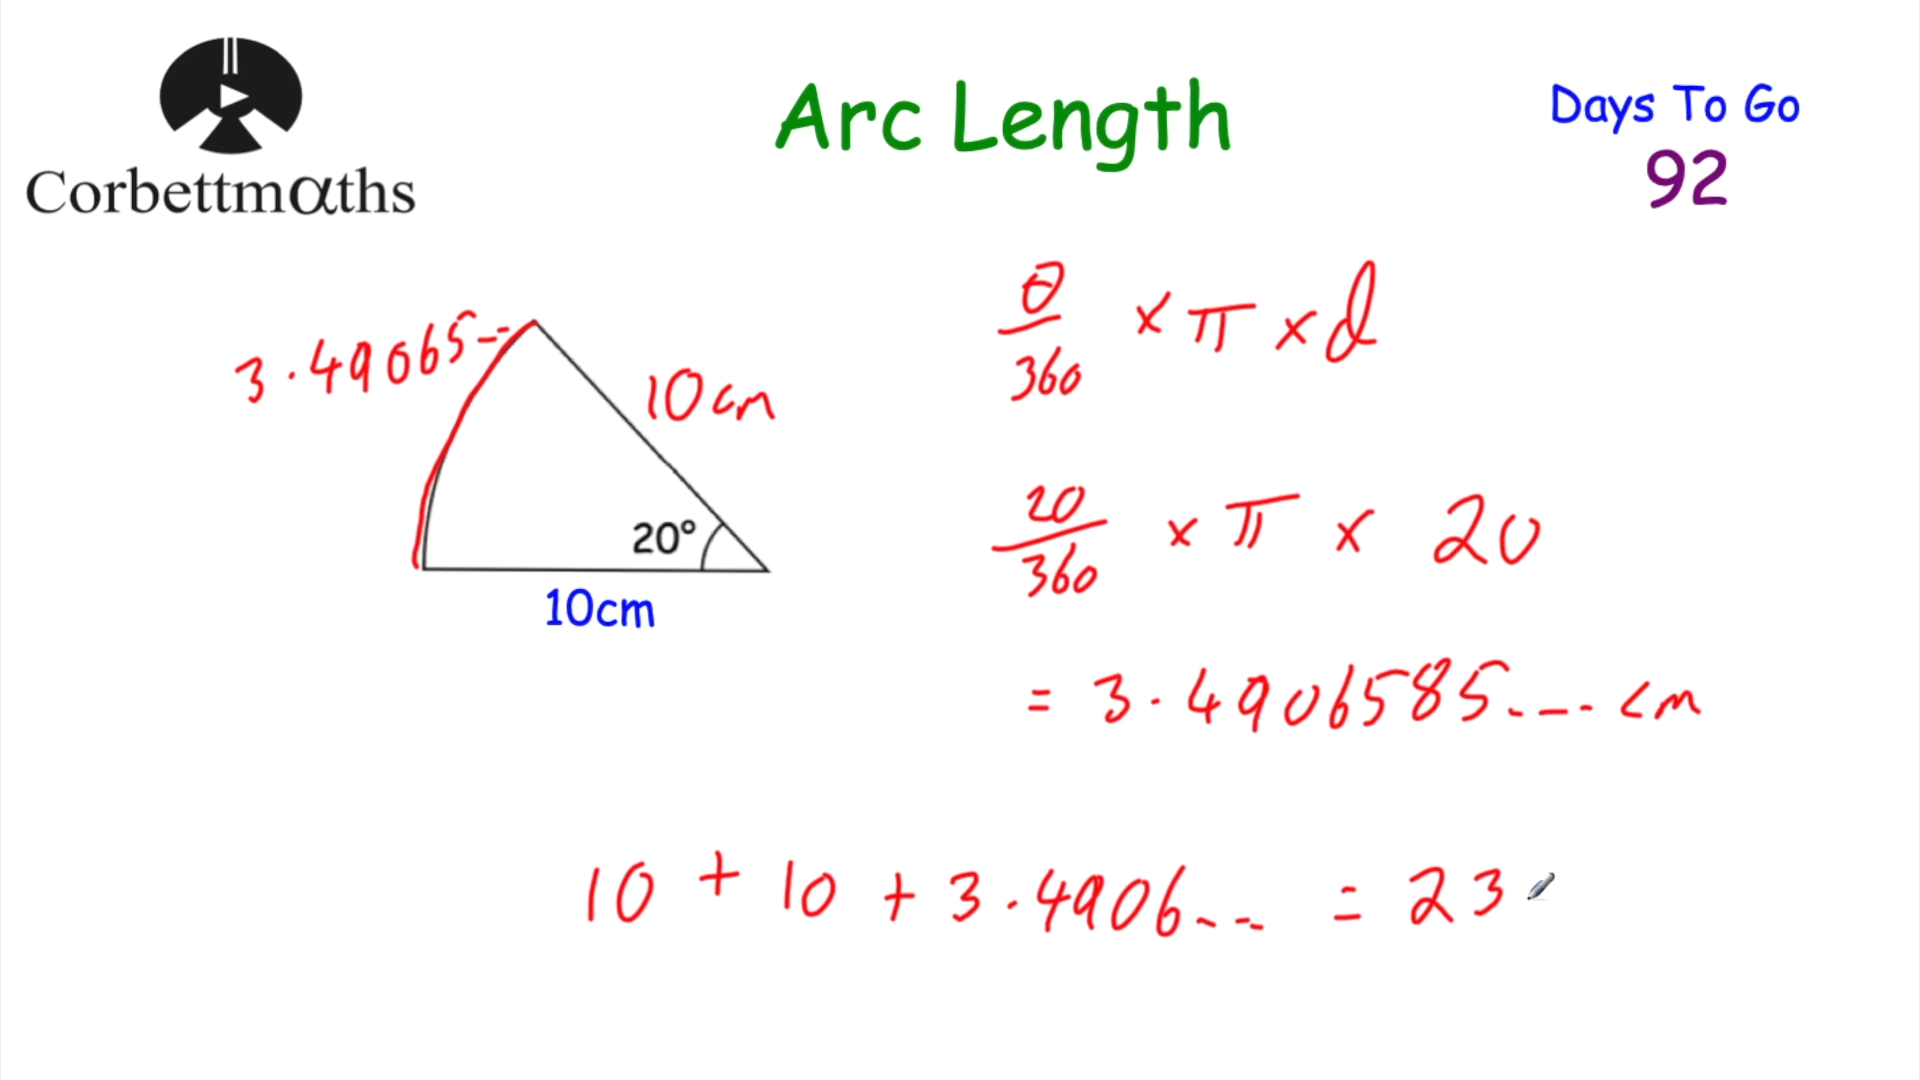 Corbettmαths
Arc Length
Days To Go
92
3.49065--
10cm
20°
10cm
θ/360 × π × d
20/360 × π × 20
= 3.4906585---- cm
10 + 10 + 3.4906-- = 23